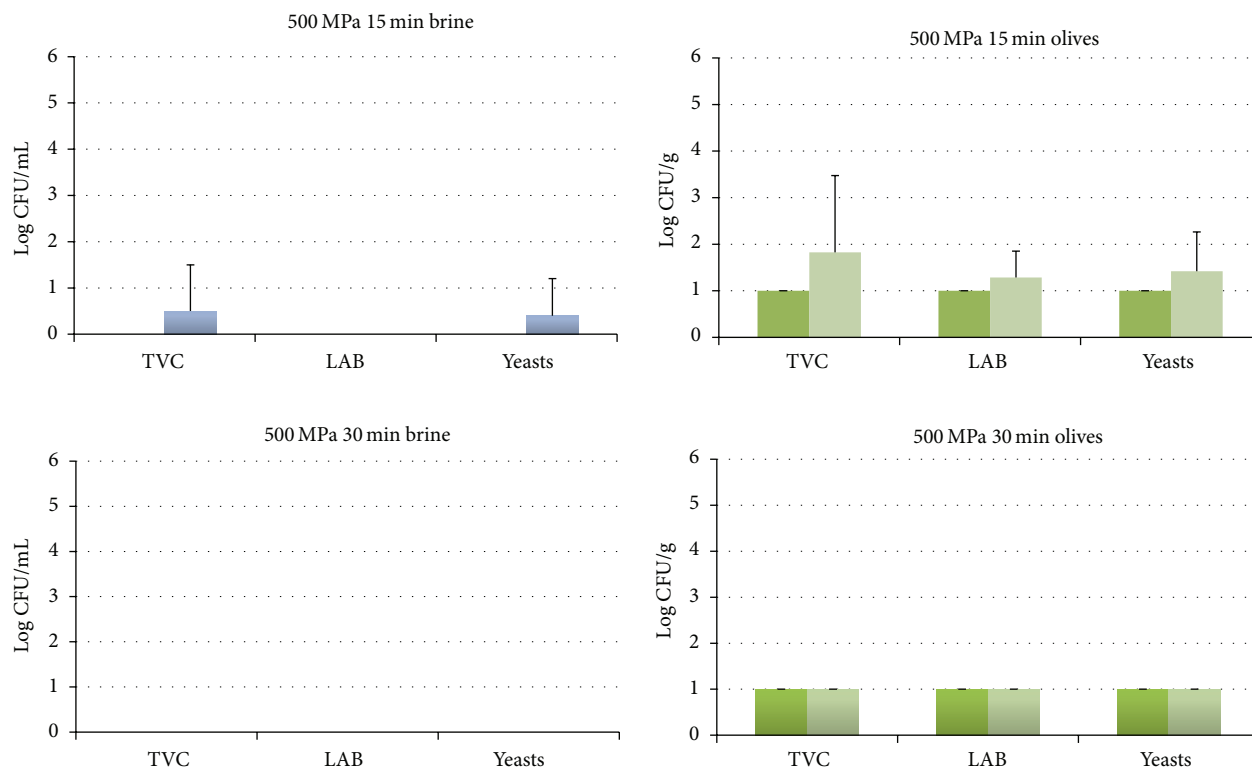 500 MPa 15 min brine
Log CFU/mL
6
5
4
3
2
1
0
TVC LAB Yeasts
500 MPa 15 min olives
Log CFU/g
6
5
4
3
2
1
0
TVC LAB Yeasts
500 MPa 30 min brine
Log CFU/mL
6
5
4
3
2
1
0
TVC LAB Yeasts
500 MPa 30 min olives
Log CFU/g
6
5
4
3
2
1
0
TVC LAB Yeasts